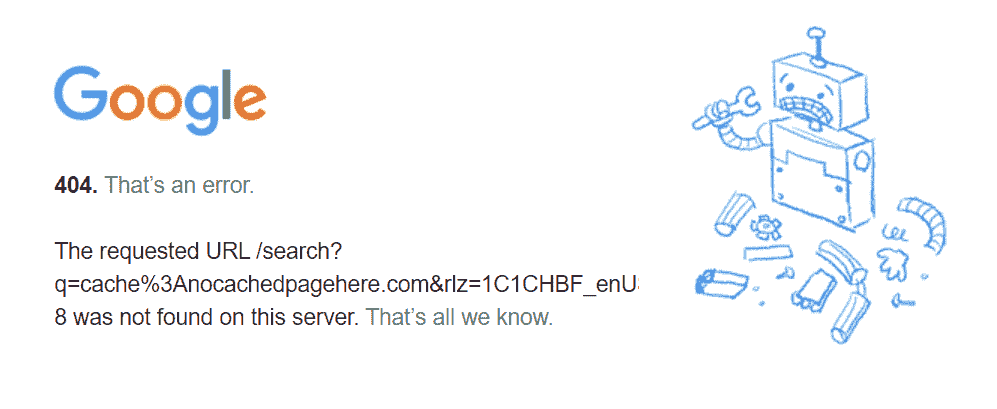 Google
404. That’s an error.
The requested URL /search?
q=cache%3Anocachedpagehere.com&rlz=1C1CHBF_enU
8 was not found on this server. That’s all we know.